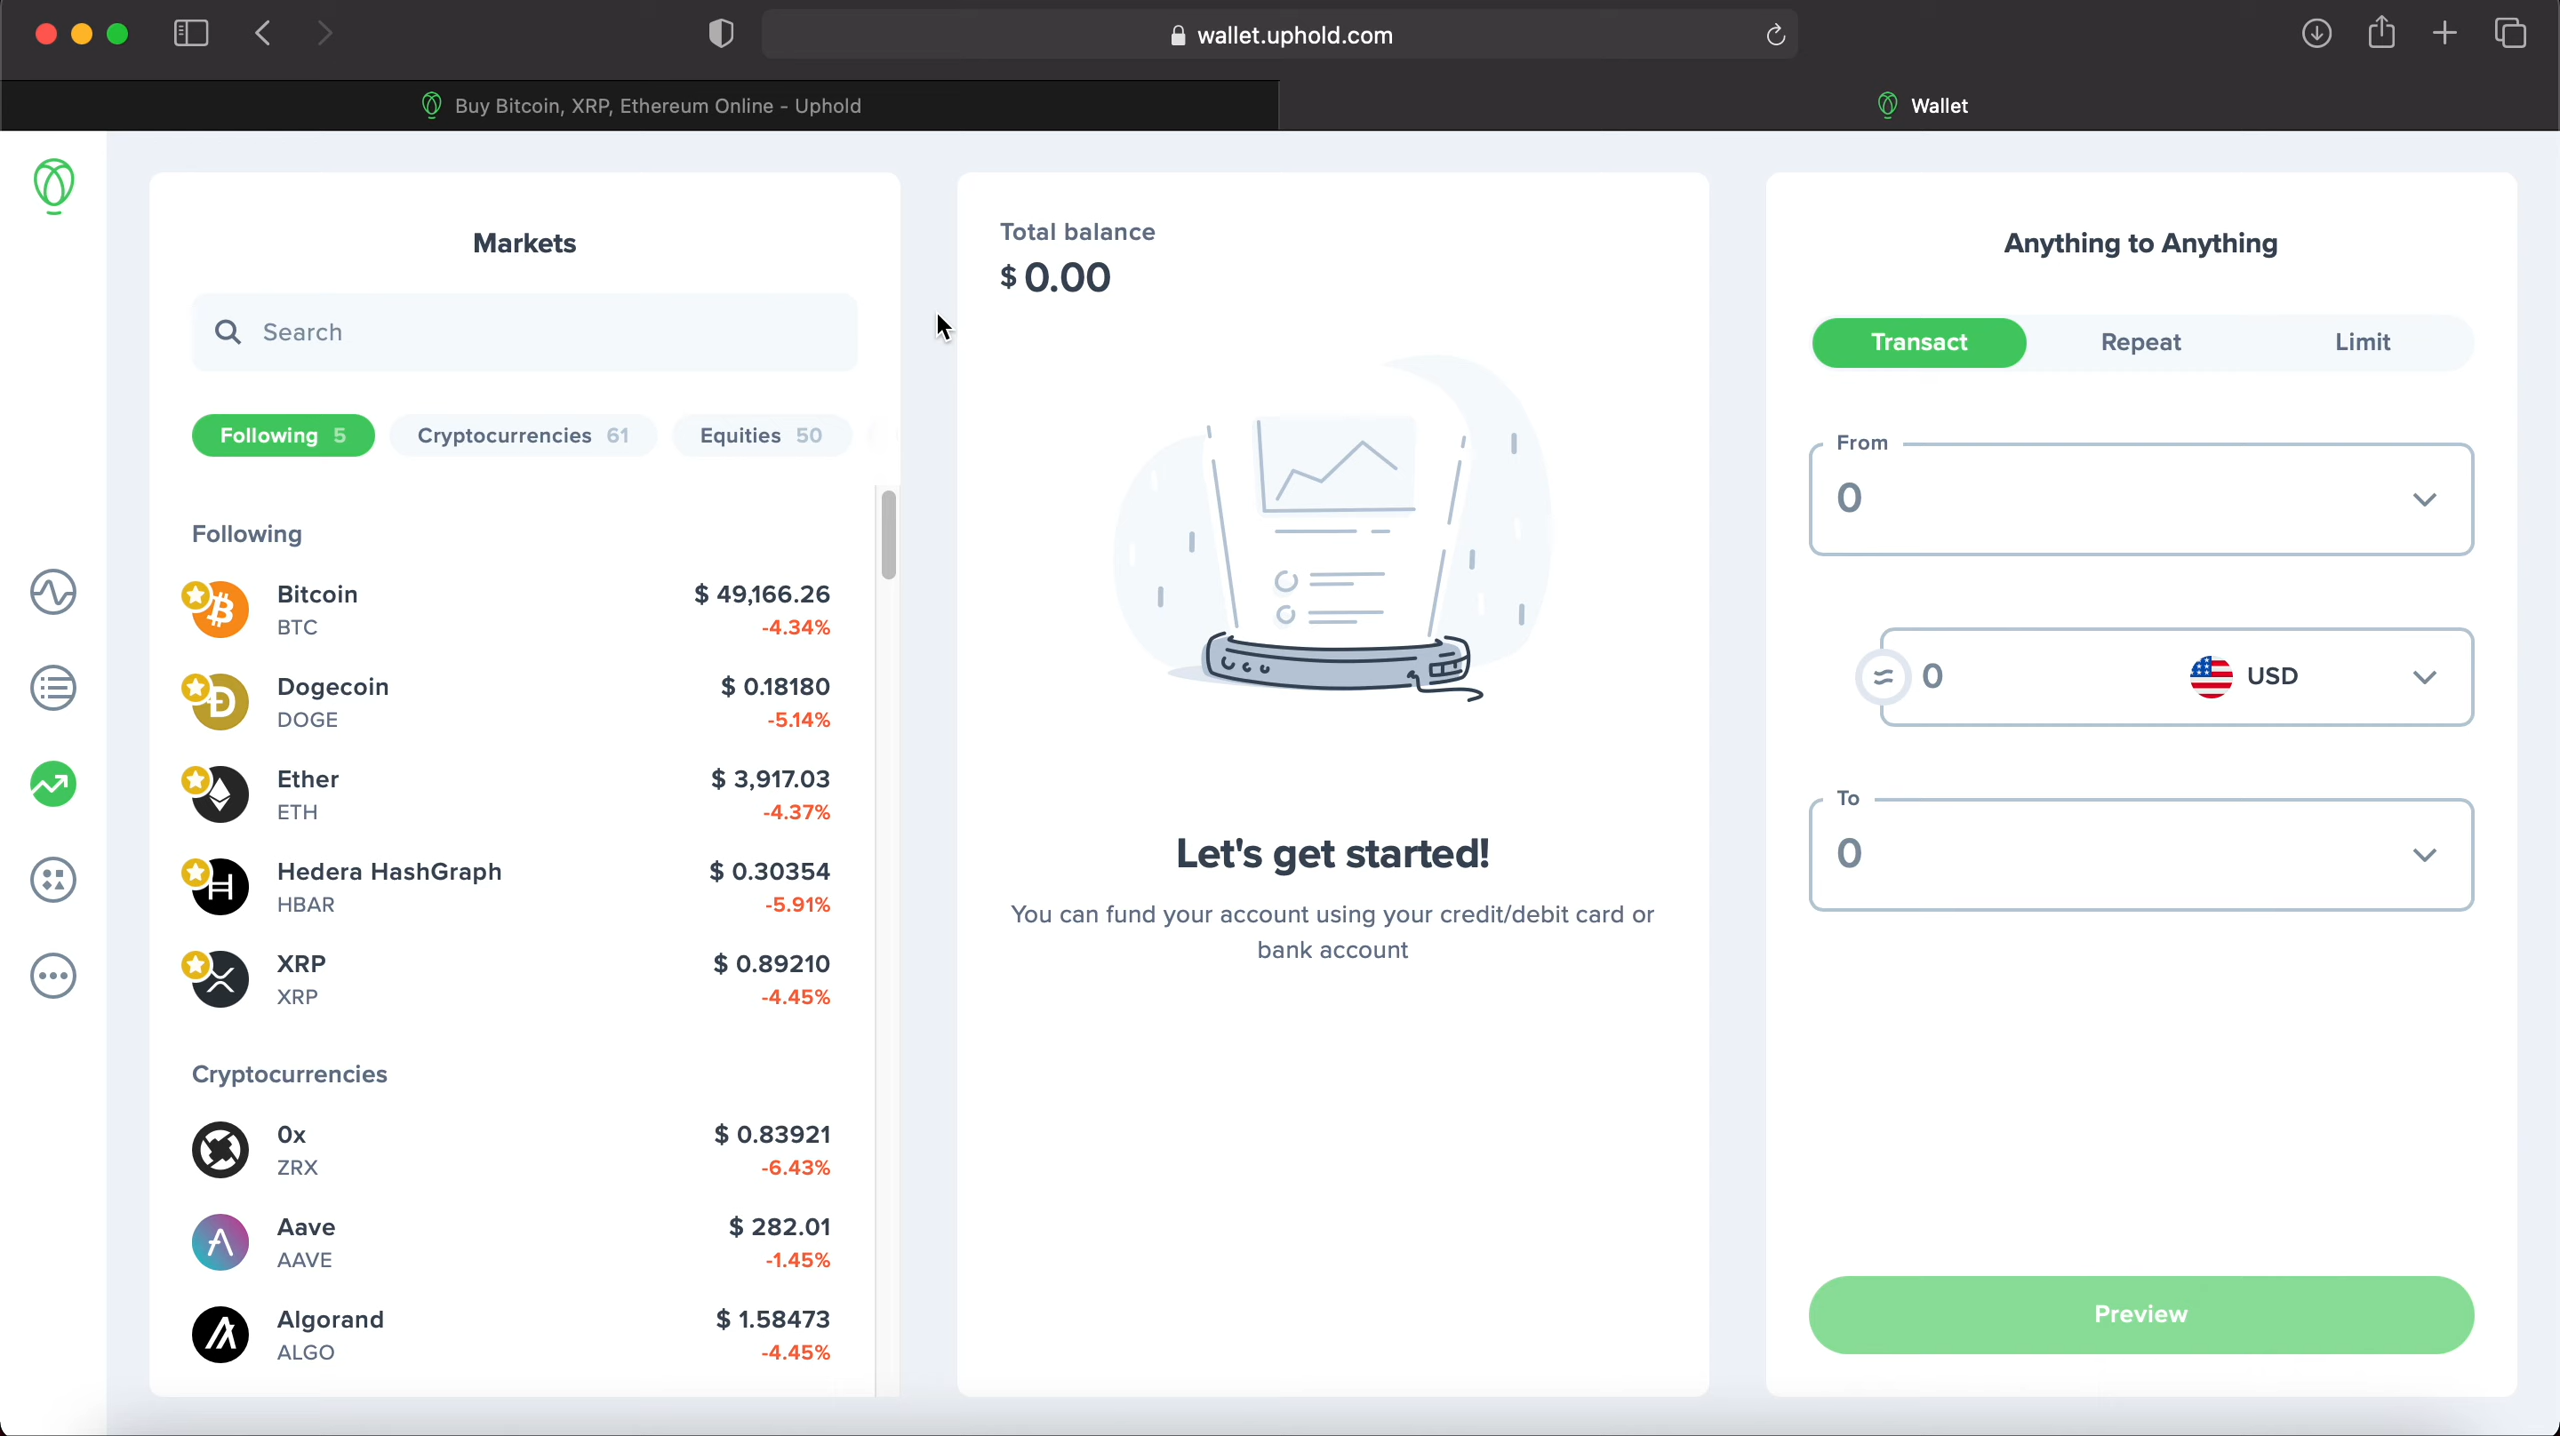 wallet.uphold.com
Buy Bitcoin, XRP, Ethereum Online - Uphold
Wallet
Markets
Search
Following 5
Cryptocurrencies 61
Equities 50
Following
Bitcoin
$ 49,166.26
BTC
-4.34%
Dogecoin
$ 0.18180
DOGE
-5.14%
Ether
$ 3,917.03
ETH
-4.37%
Hedera HashGraph
$ 0.30354
HBAR
-5.91%
XRP
$ 0.89210
XRP
-4.45%
Cryptocurrencies
0x
$ 0.83921
ZRX
-6.43%
Aave
$ 282.01
AAVE
-1.45%
Algorand
$ 1.58473
ALGO
-4.45%
Total balance
$ 0.00
Let's get started!
You can fund your account using your credit/debit card or
bank account
Anything to Anything
Transact
Repeat
Limit
From
0
≈ 0
USD
To
0
Preview